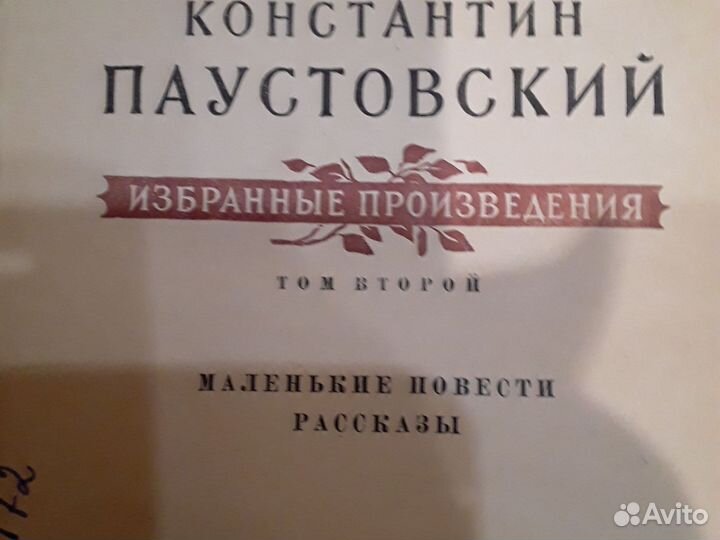 КОНСТАНТИН
ПАУСТОВСКИЙ
ИЗБРАННЫЕ ПРОИЗВЕДЕНИЯ
ТОМ ВТОРОЙ
МАЛЕНЬКИЕ ПОВЕСТИ
РАССКАЗЫ
Avito